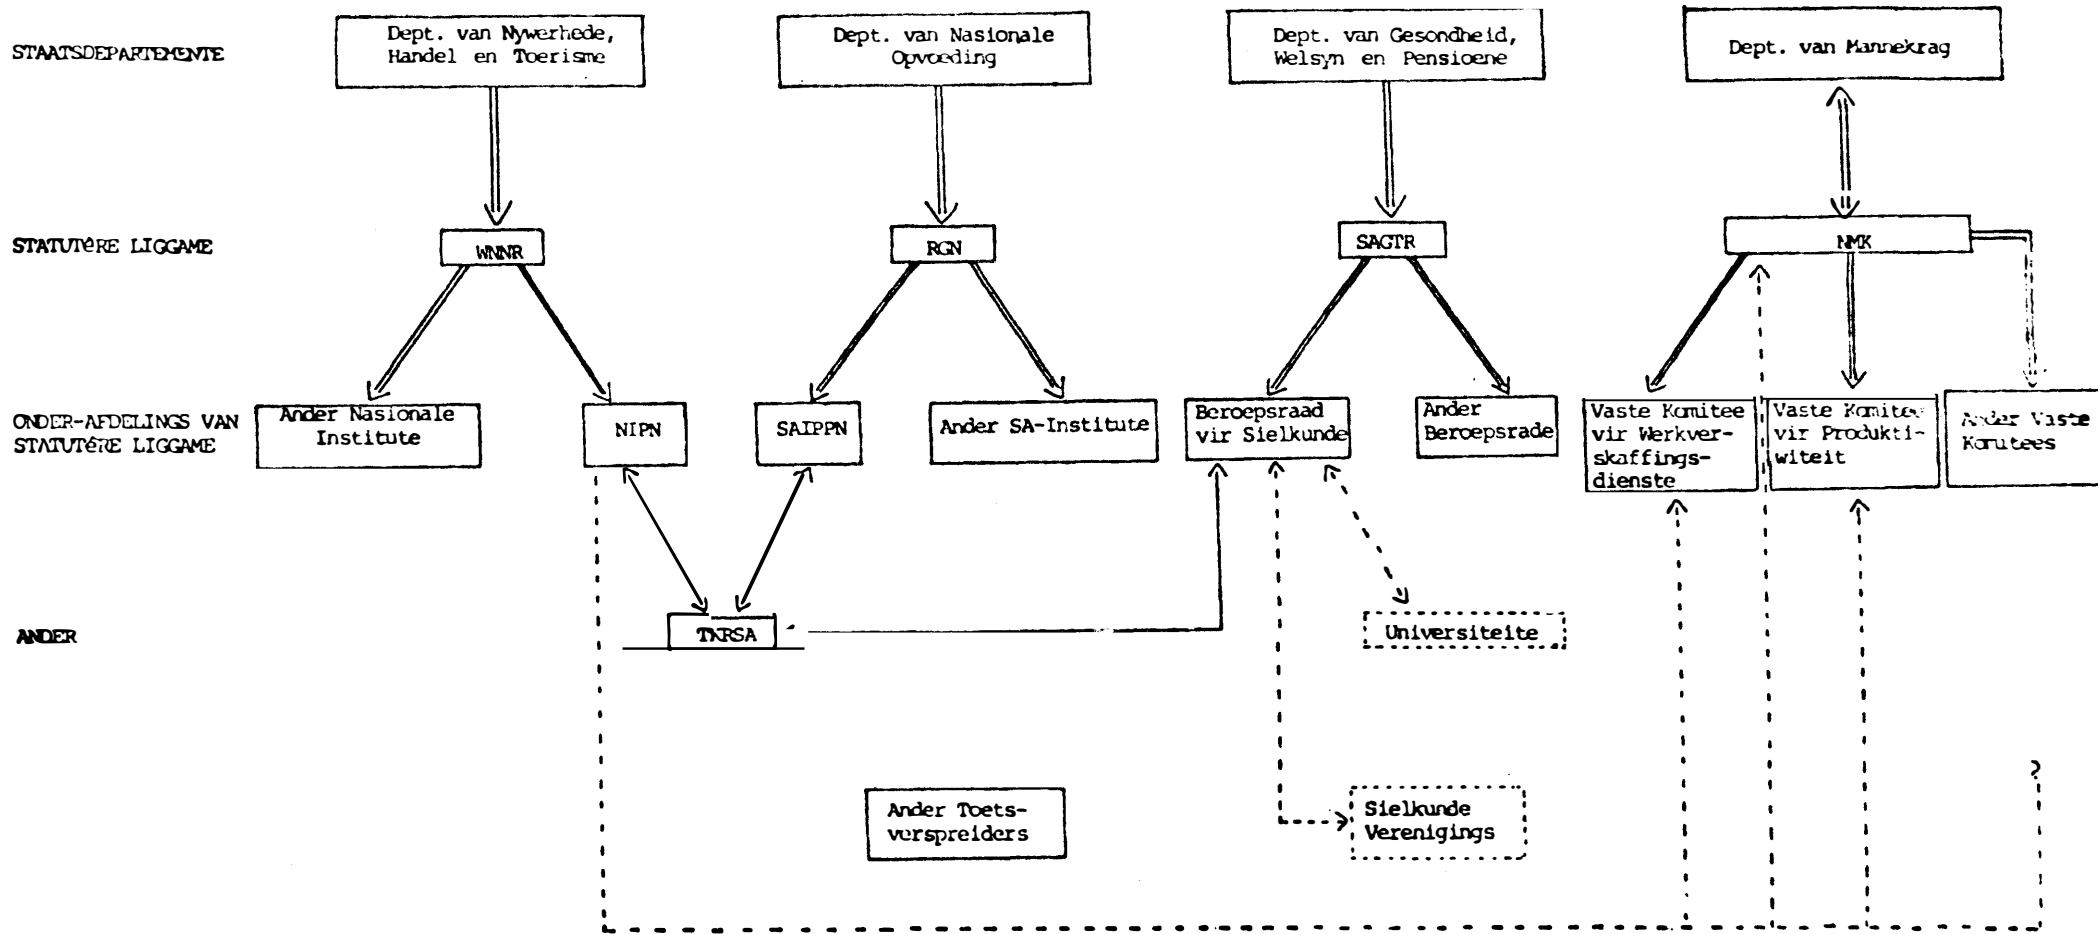 STAATSDEPARTEMENTE
Dept. van Nywerhede,
Handel en Toerisme
Dept. van Nasionale
Opvoeding
Dept. van Gesondheid,
Welsyn en Pensioene
Dept. van Mannekrag
STATUTêRE LIGGAME
WNNR
RGN
SAGTR
NMK
ONDER-AFDELINGS VAN
STATUTêRE LIGGAME
Ander Nasionale
Institute
NIPN
SAIPPN
Ander SA-Institute
Beroepsraad
vir Sielkunde
Ander
Beroepsrade
Vaste Komitee
vir Werkver-
skaffings-
dienste
Vaste Komitee
vir Produkti-
witeit
Ander Vaste
Komitees
ANDER
TKRSA
Universiteite
Ander Toets-
verspreiders
Sielkunde
Verenigings
?